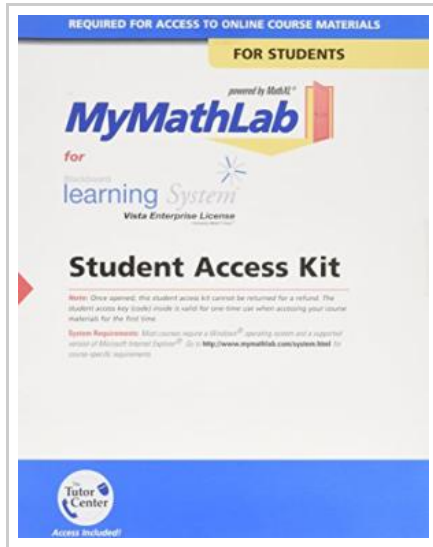 REQUIRED FOR ACCESS TO ONLINE COURSE MATERIALS
FOR STUDENTS
powered by MathXL®
MyMathLab
for
Blackboard
learning System™
Vista Enterprise License
Student Access Kit
Note: Once opened, this student access kit cannot be returned for a refund. The
student access key (code) inside is valid for one-time use when accessing your course
materials for the first time.
System Requirements: Most courses require a Windows® operating system and a supported
version of Microsoft Internet Explorer®. Go to http://www.mymathlab.com/system.html for
course-specific requirements.
The
Tutor
Center
Access Included!